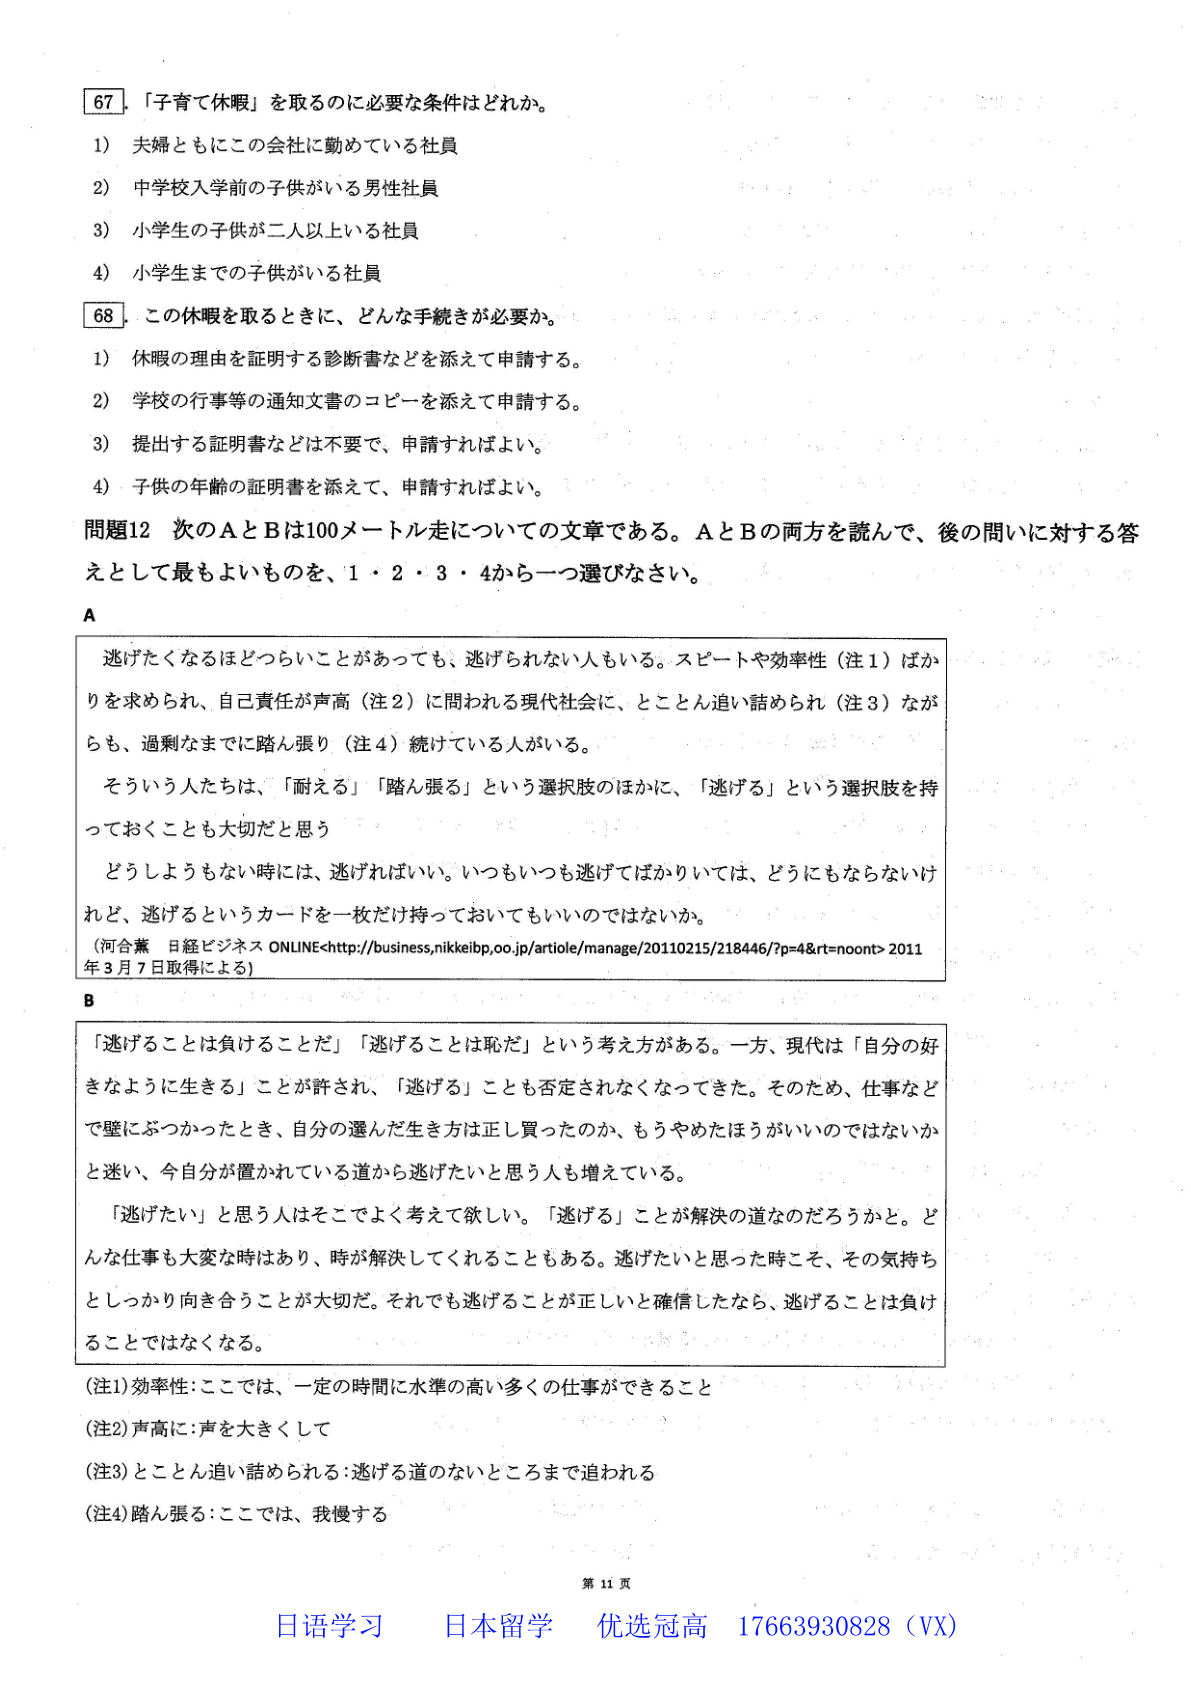 67．「子育て休暇」を取るのに必要な条件はどれか。
1)　夫婦ともにこの会社に勤めている社員
2)　中学校入学前の子供がいる男性社員
3)　小学生の子供が二人以上いる社員
4)　小学生までの子供がいる社員
68．この休暇を取るときに、どんな手続きが必要か。
1)　休暇の理由を証明する診断書などを添えて申請する。
2)　学校の行事等の通知文書のコピーを添えて申請する。
3)　提出する証明書などは不要で、申請すればよい。
4)　子供の年齢の証明書を添えて、申請すればよい。
問題12　次のＡとＢは100メートル走についての文章である。ＡとＢの両方を読んで、後の問いに対する答
えとして最もよいものを、1・2・3・4から一つ選びなさい。
A
逃げたくなるほどつらいことがあっても、逃げられない人もいる。スピートや効率性（注１）ばか
りを求められ、自己責任が声高（注２）に問われる現代社会に、とことん追い詰められ（注３）なが
らも、過剰なまでに踏ん張り（注４）続けている人がいる。
そういう人たちは、「耐える」「踏ん張る」という選択肢のほかに、「逃げる」という選択肢を持
っておくことも大切だと思う
どうしようもない時には、逃げればいい。いつもいつも逃げてばかりいては、どうにもならないけ
れど、逃げるというカードを一枚だけ持っておいてもいいのではないか。
（河合薫　日経ビジネス ONLINE<http://business,nikkeibp,oo.jp/artiole/manage/20110215/218446/?p=4&rt=noont> 2011
年３月７日取得による)
B
「逃げることは負けることだ」「逃げることは恥だ」という考え方がある。一方、現代は「自分の好
きなように生きる」ことが許され、「逃げる」ことも否定されなくなってきた。そのため、仕事など
で壁にぶつかったとき、自分の選んだ生き方は正し買ったのか、もうやめたほうがいいのではないか
と迷い、今自分が置かれている道から逃げたいと思う人も増えている。
「逃げたい」と思う人はそこでよく考えて欲しい。「逃げる」ことが解決の道なのだろうかと。ど
んな仕事も大変な時はあり、時が解決してくれることもある。逃げたいと思った時こそ、その気持ち
としっかり向き合うことが大切だ。それでも逃げることが正しいと確信したなら、逃げることは負け
ることではなくなる。
(注1)効率性：ここでは、一定の時間に水準の高い多くの仕事ができること
(注2)声高に：声を大きくして
(注3)とことん追い詰められる：逃げる道のないところまで追われる
(注4)踏ん張る：ここでは、我慢する
第 11 页
日语学习　日本留学　优选冠高　17663930828（VX）